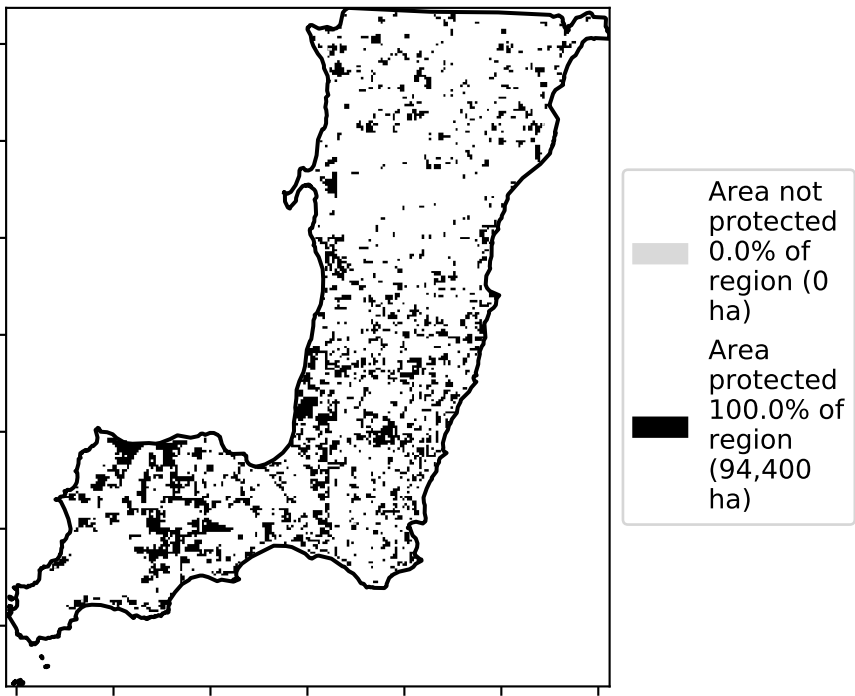 Area not
protected
0.0% of
region (0
ha)
Area
protected
100.0% of
region
(94,400
ha)